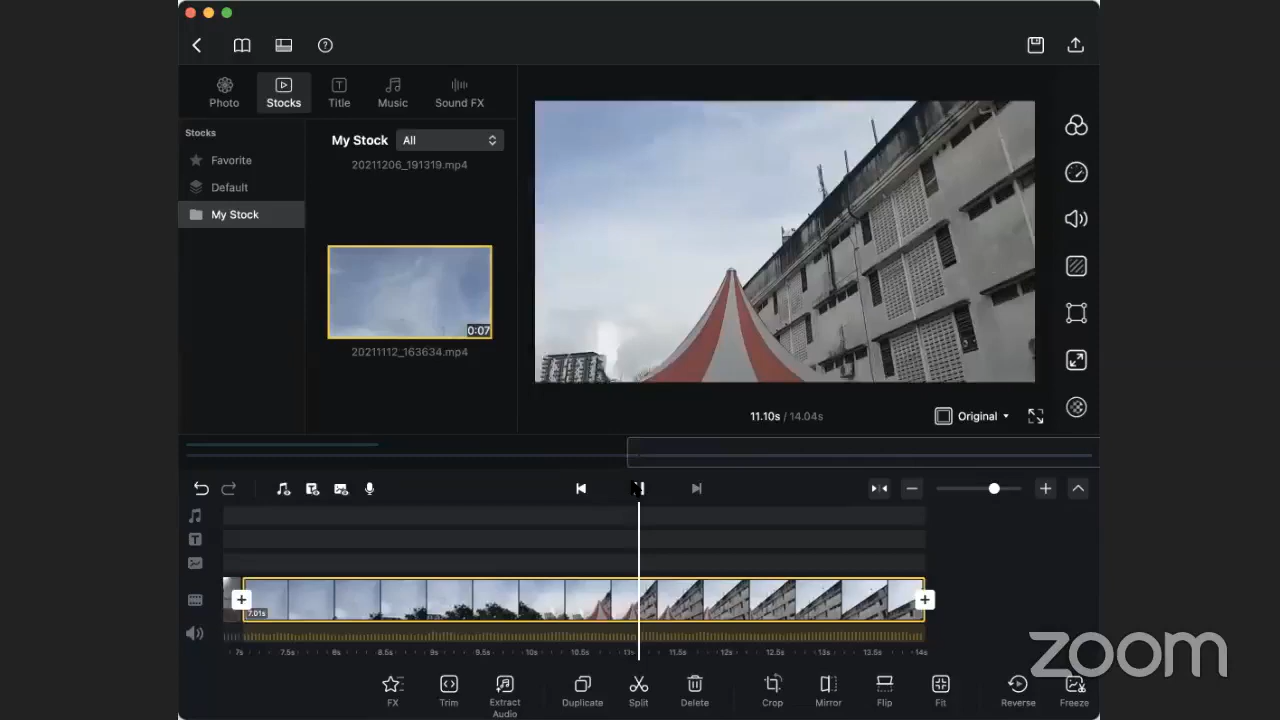 Photo
Stocks
Title
Music
Sound FX
Stocks
Favorite
Default
My Stock
My Stock
All
20211206_191319.mp4
0:07
20211112_163634.mp4
11.10s / 14.04s
Original
7.01s
7s 7.5s 8s 8.5s 9s 9.5s 10s 10.5s 11s 11.5s 12s 12.5s 13s 13.5s 14s
FX
Trim
Extract
Audio
Duplicate
Split
Delete
Crop
Mirror
Flip
Fit
Reverse
Freeze
zoom